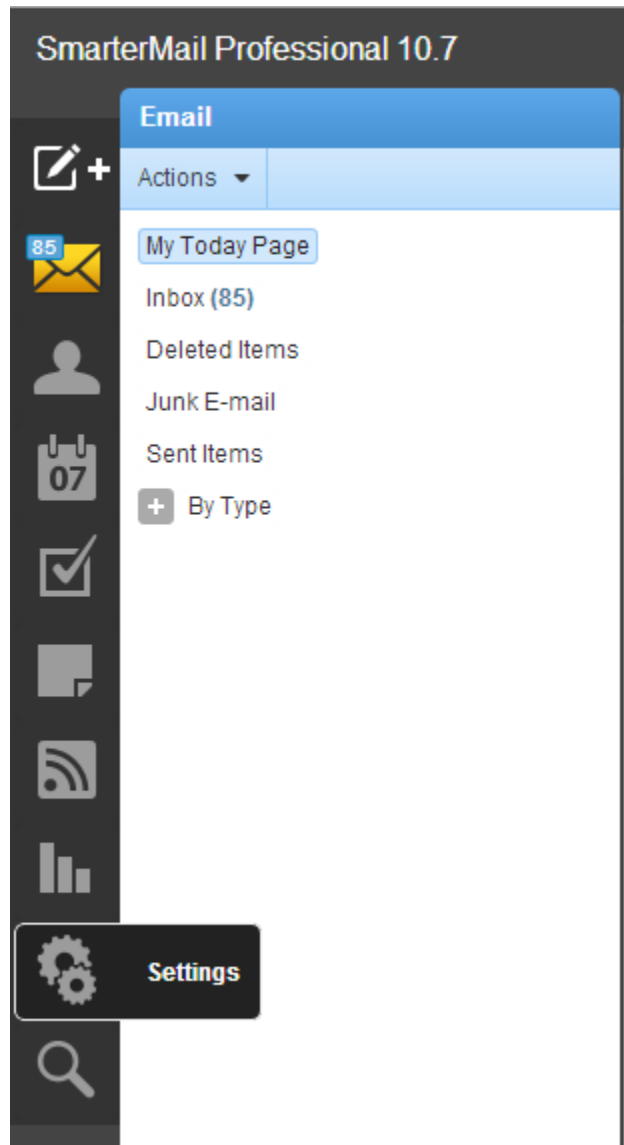 SmarterMail Professional 10.7
Email
Actions
85
My Today Page
Inbox (85)
Deleted Items
Junk E-mail
Sent Items
07
By Type
Settings